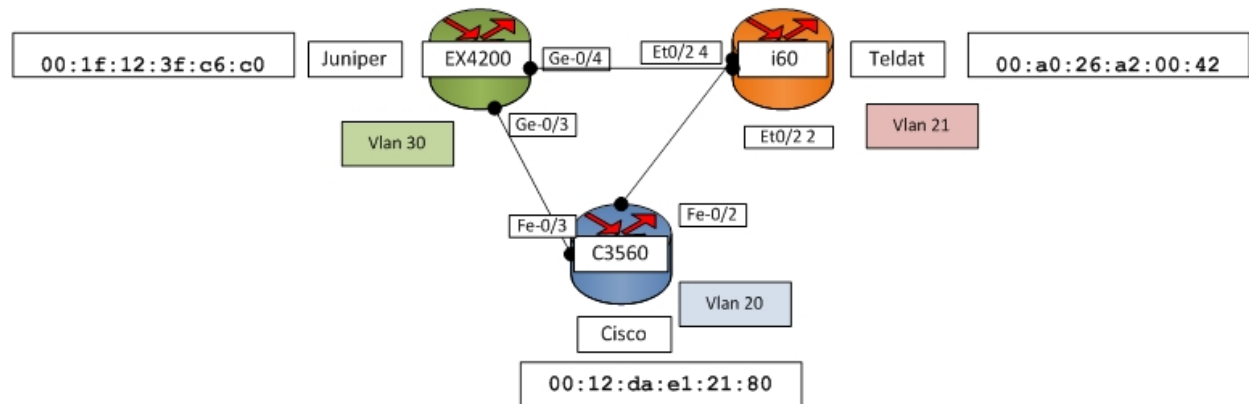 00:1f:12:3f:c6:c0
Juniper
EX4200
Ge-0/4
Et0/2 4
i60
Teldat
00:a0:26:a2:00:42
Vlan 30
Ge-0/3
Et0/2 2
Vlan 21
Fe-0/3
Fe-0/2
C3560
Vlan 20
Cisco
00:12:da:e1:21:80